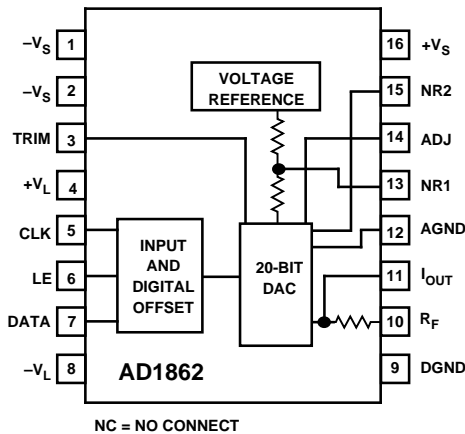 –VS 1
–VS 2
TRIM 3
+VL 4
CLK 5
LE 6
DATA 7
–VL 8
16 +VS
15 NR2
14 ADJ
13 NR1
12 AGND
11 IOUT
10 RF
9 DGND
VOLTAGE
REFERENCE
INPUT
AND
DIGITAL
OFFSET
20-BIT
DAC
AD1862
NC = NO CONNECT